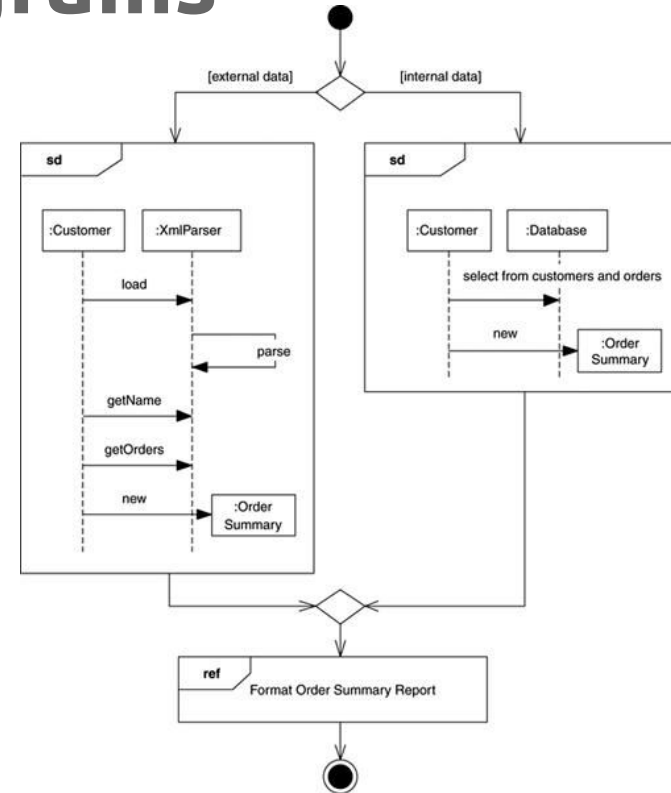 [external data]
[internal data]
sd
:Customer
:XmlParser
load
parse
getName
getOrders
new
:Order
Summary
sd
:Customer
:Database
select from customers and orders
new
:Order
Summary
ref
Format Order Summary Report